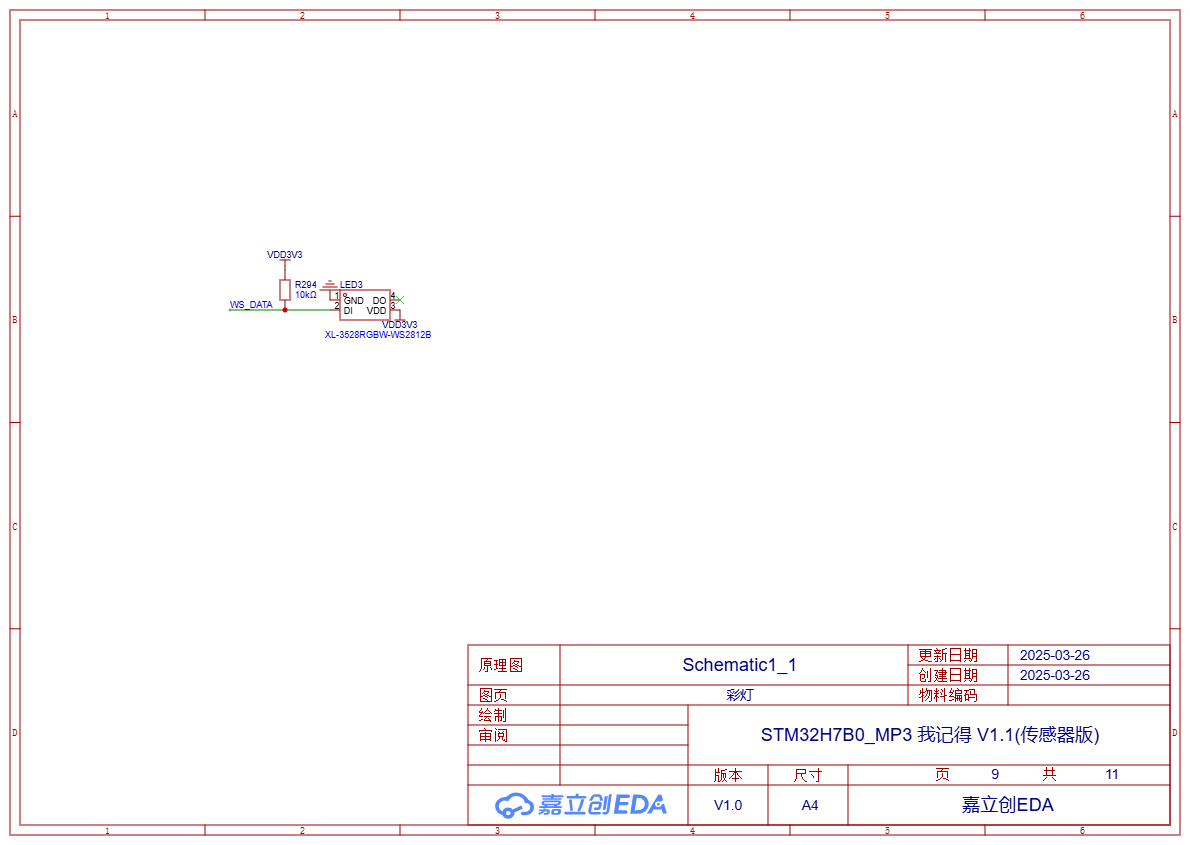 1 2 3 4 5 6
A A
VDD3V3
R294
10kΩ
LED3
WS_DATA
1 GND DO 4
2 DI VDD 3
VDD3V3
XL-3528RGBW-WS2812B
B B
C C
原理图 Schematic1_1 更新日期 2025-03-26
创建日期 2025-03-26
图页 彩灯 物料编码
绘制
审阅
STM32H7B0_MP3 我记得 V1.1(传感器版)
D D
版本 尺寸 页 9 共 11
嘉立创EDA V1.0 A4 嘉立创EDA
1 2 3 4 5 6